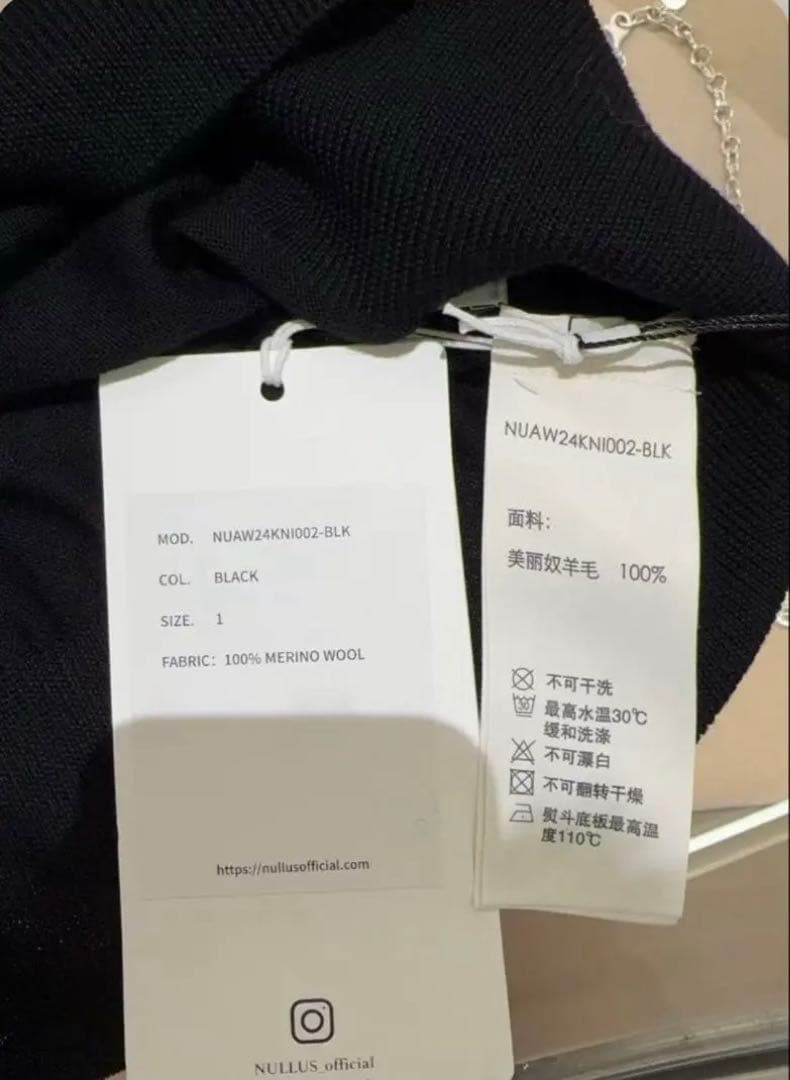 MOD. NUAW24KNI002-BLK
COL. BLACK
SIZE. 1
FABRIC: 100% MERINO WOOL
https://nullusofficial.com
NULLUS_official
NUAW24KNI002-BLK
面料:
美丽奴羊毛 100%
不可干洗
30
最高水温30℃
缓和洗涤
不可漂白
不可翻转干燥
熨斗底板最高温
度110℃